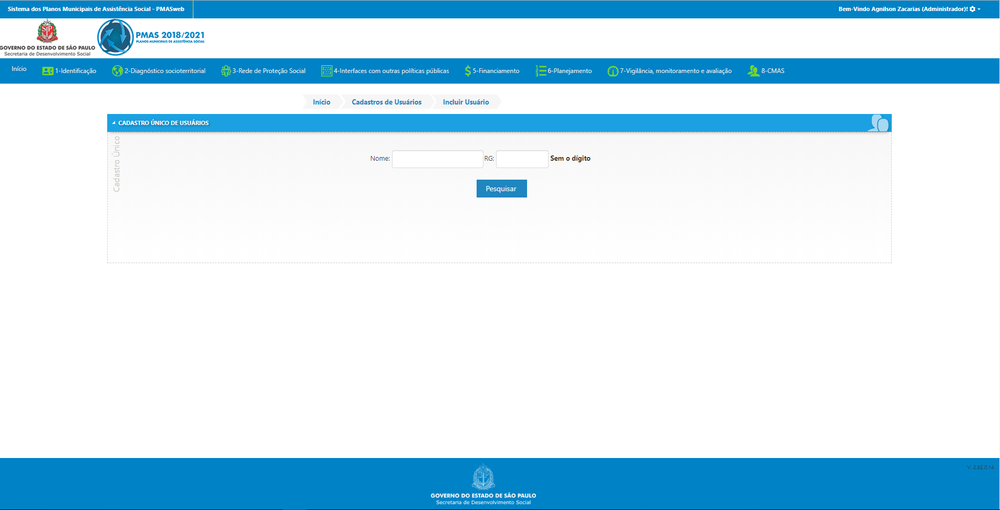 Sistema dos Planos Municipais de Assistência Social - PMASweb
Bem-Vindo Agnilson Zacarias (Administrador)!
GOVERNO DO ESTADO DE SÃO PAULO
Secretaria de Desenvolvimento Social
PMAS 2018/2021
PLANOS MUNICIPAIS DE ASSISTÊNCIA SOCIAL
Início
1-Identificação
2-Diagnóstico socioterritorial
3-Rede de Proteção Social
4-Interfaces com outras políticas públicas
5-Financiamento
6-Planejamento
7-Vigilância, monitoramento e avaliação
8-CMAS
Início
Cadastros de Usuários
Incluir Usuário
CADASTRO ÚNICO DE USUÁRIOS
Cadastro Único
Nome:
RG:
Sem o dígito
Pesquisar
V. 2.82.0.14
GOVERNO DO ESTADO DE SÃO PAULO
Secretaria de Desenvolvimento Social